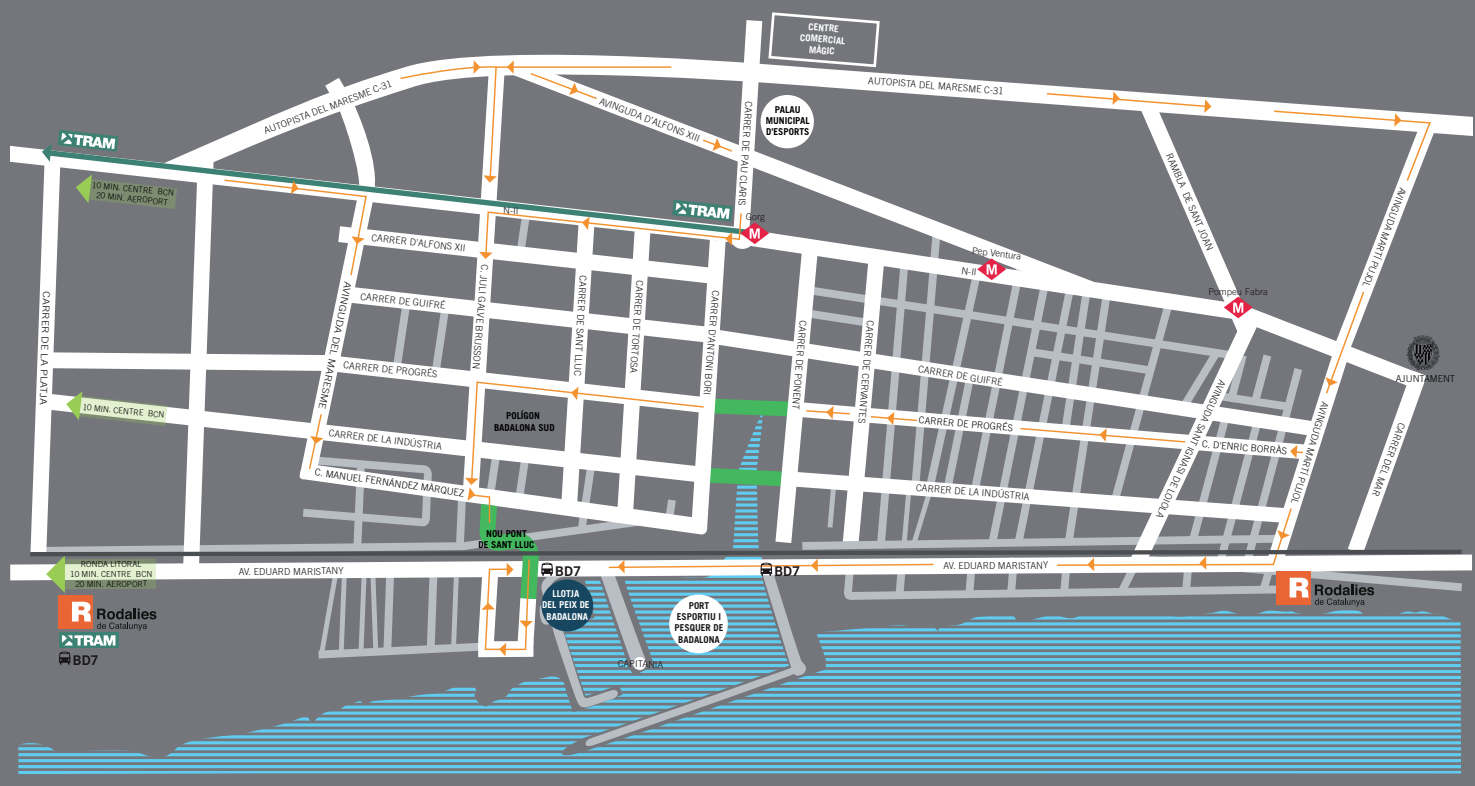 CENTRE
COMERCIAL
MÀGIC
AUTOPISTA DEL MARESME C-31
AUTOPISTA DEL MARESME C-31
AVINGUDA D'ALFONS XIII
CARRER DE PAU CLARIS
PALAU
MUNICIPAL
D'ESPORTS
TRAM
10 MIN. CENTRE BCN
20 MIN. AEROPORT
RAMBLA DE SANT JOAN
AVINGUDA MARTI PUJOL
TRAM
N-II
Gorg
M
CARRER D'ALFONS XII
Pep Ventura
N-II
M
Pompeu Fabra
M
C. JULI GALVE BRUSSON
CARRER DE SANT LLUC
CARRER DE TORTOSA
CARRER D'ANTONI BORI
CARRER DE PONENT
CARRER DE CERVANTES
AVINGUDA DEL MARESME
CARRER DE LA PLATJA
CARRER DE GUIFRÉ
CARRER DE PROGRÉS
CARRER DE GUIFRÉ
AJUNTAMENT
10 MIN. CENTRE BCN
POLÍGON
BADALONA SUD
CARRER DE PROGRÉS
C. D'ENRIC BORRÀS
AVINGUDA SANT IGNASI DE LOIOLA
AVINGUDA MARTI PUJOL
CARRER DEL MAR
CARRER DE LA INDÚSTRIA
C. MANUEL FERNÁNDEZ MÀRQUEZ
CARRER DE LA INDÚSTRIA
NOU PONT
DE SANT LLUC
RONDA LITORAL
10 MIN. CENTRE BCN
20 MIN. AEROPORT
AV. EDUARD MARISTANY
BD7
BD7
AV. EDUARD MARISTANY
LLOTJA
DEL PEIX DE
BADALONA
PORT
ESPORTIU I
PESQUER DE
BADALONA
CAPITANIA
R
Rodalies
de Catalunya
TRAM
BD7
R
Rodalies
de Catalunya